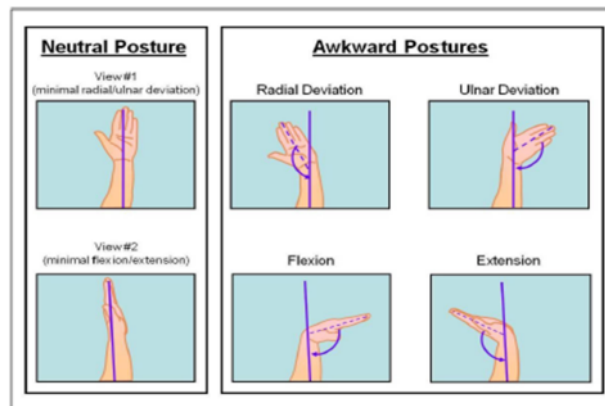 Neutral Posture
View #1
(minimal radial/ulnar deviation)
View #2
(minimal flexion/extension)
Awkward Postures
Radial Deviation
Ulnar Deviation
Flexion
Extension